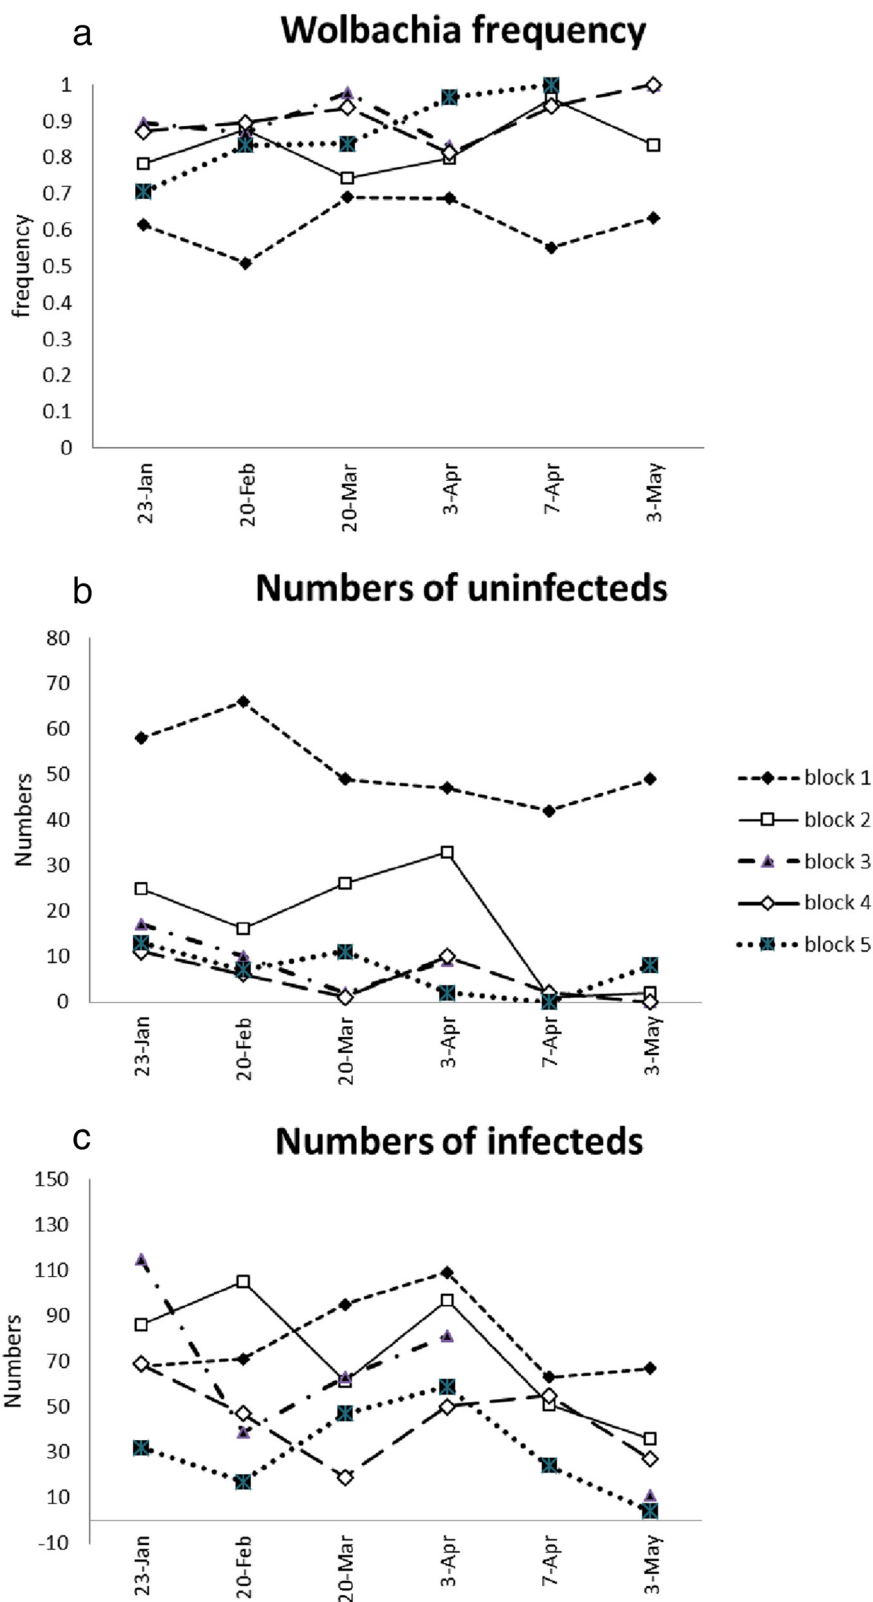 a
Wolbachia frequency
1
0.9
0.8
0.7
0.6
0.5
0.4
0.3
0.2
0.1
0
frequency
23-Jan
20-Feb
20-Mar
3-Apr
7-Apr
3-May
b
Numbers of uninfecteds
80
70
60
50
40
30
20
10
0
Numbers
23-Jan
20-Feb
20-Mar
3-Apr
7-Apr
3-May
block 1
block 2
block 3
block 4
block 5
c
Numbers of infecteds
150
130
110
90
70
50
30
10
-10
Numbers
23-Jan
20-Feb
20-Mar
3-Apr
7-Apr
3-May